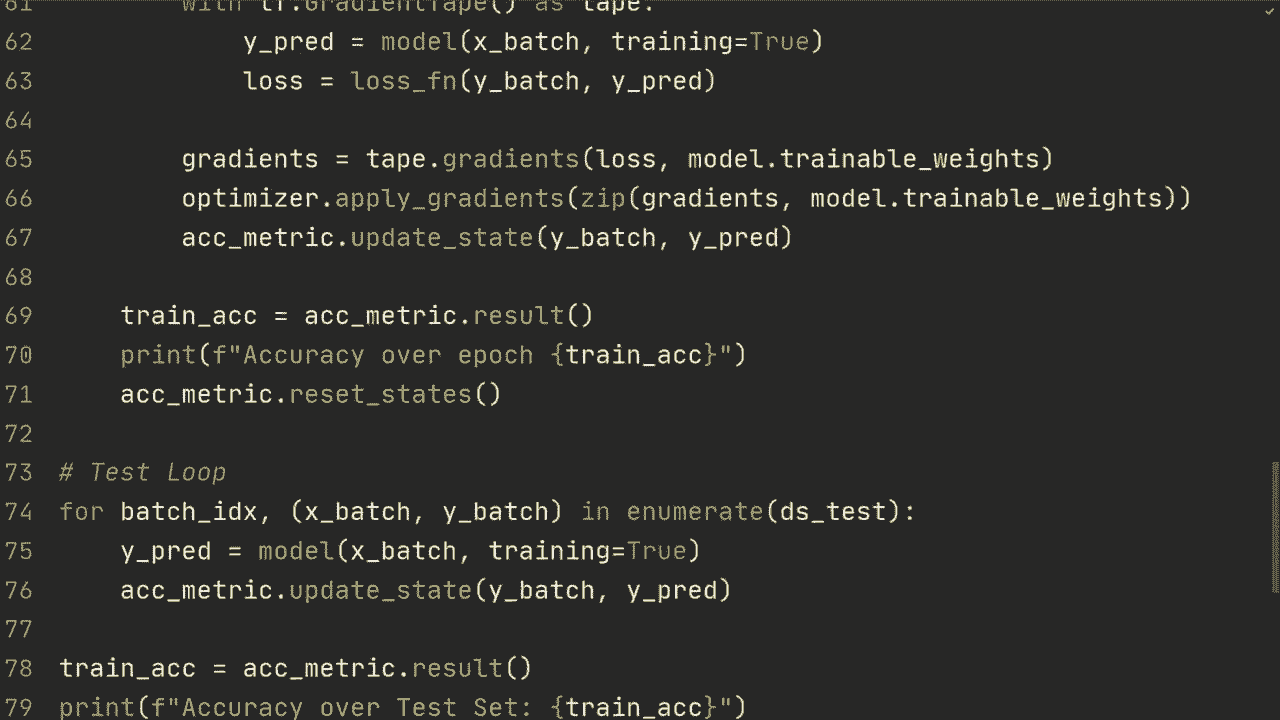 61         with tf.GradientTape() as tape:
62             y_pred = model(x_batch, training=True)
63             loss = loss_fn(y_batch, y_pred)
64
65         gradients = tape.gradients(loss, model.trainable_weights)
66         optimizer.apply_gradients(zip(gradients, model.trainable_weights))
67         acc_metric.update_state(y_batch, y_pred)
68
69     train_acc = acc_metric.result()
70     print(f"Accuracy over epoch {train_acc}")
71     acc_metric.reset_states()
72
73 # Test Loop
74 for batch_idx, (x_batch, y_batch) in enumerate(ds_test):
75     y_pred = model(x_batch, training=True)
76     acc_metric.update_state(y_batch, y_pred)
77
78 train_acc = acc_metric.result()
79 print(f"Accuracy over Test Set: {train_acc}")